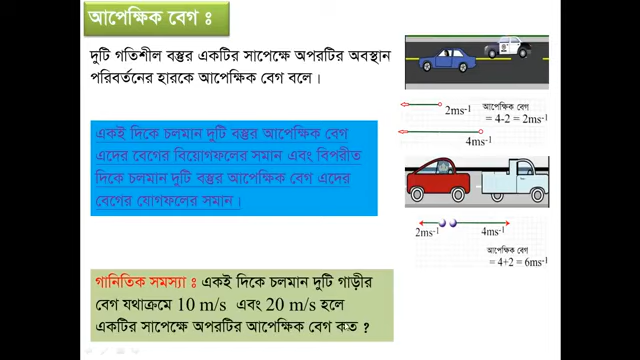 আপেক্ষিক বেগ ঃ
দুটি গতিশীল বস্তুর একটির সাপেক্ষে অপরটির অবস্থান
পরিবর্তনের হারকে আপেক্ষিক বেগ বলে।
একই দিকে চলমান দুটি বস্তুর আপেক্ষিক বেগ
এদের বেগের বিয়োগফলের সমান এবং বিপরীত
দিকে চলমান দুটি বস্তুর আপেক্ষিক বেগ এদের
বেগের যোগফলের সমান।
গানিতিক সমস্যা ঃ একই দিকে চলমান দুটি গাড়ীর
বেগ যথাক্রমে 10 m/s এবং 20 m/s হলে
একটির সাপেক্ষে অপরটির আপেক্ষিক বেগ কত ?
2ms⁻¹
আপেক্ষিক বেগ
= 4-2 = 2ms⁻¹
4ms⁻¹
2ms⁻¹ 4ms⁻¹
আপেক্ষিক বেগ
= 4+2 = 6ms⁻¹